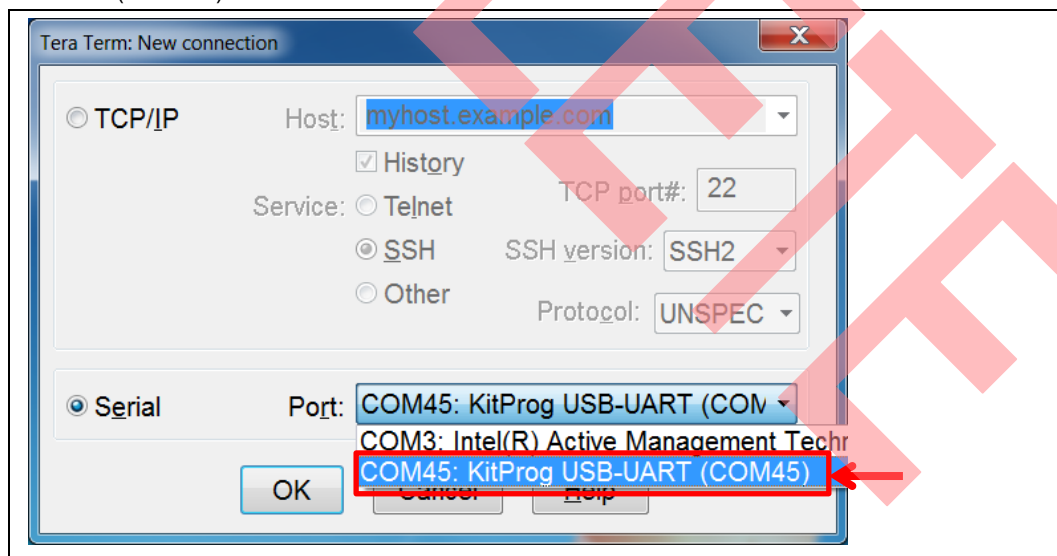 Tera Term: New connection
TCP/IP Host: myhost.example.com
History
Service: Telnet TCP port#: 22
SSH SSH version: SSH2
Other Protocol: UNSPEC
Serial Port: COM45: KitProg USB-UART (COM
COM3: Intel(R) Active Management Techr
COM45: KitProg USB-UART (COM45)
OK Cancel Help